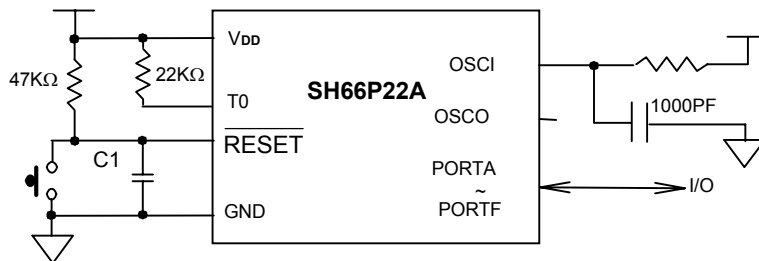 VDD
OSCI
47KΩ
22KΩ
SH66P22A
T0
1000PF
OSCO
RESET
C1
PORTA
~
I/O
GND
PORTF